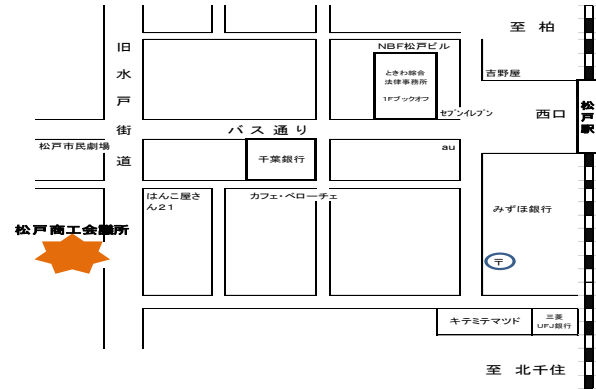 至 柏
旧水戸街道
NBF松戸ビル
ときわ綜合
法律事務所
1Fブックオフ
吉野屋
セブンイレブン
西口
松戸駅
バス通り
松戸市民劇場
千葉銀行
au
はんこ屋さ
ん21
カフェ・ベローチェ
みずほ銀行
松戸商工会議所
〒
キテミテマツド
三菱
UFJ銀行
至 北千住